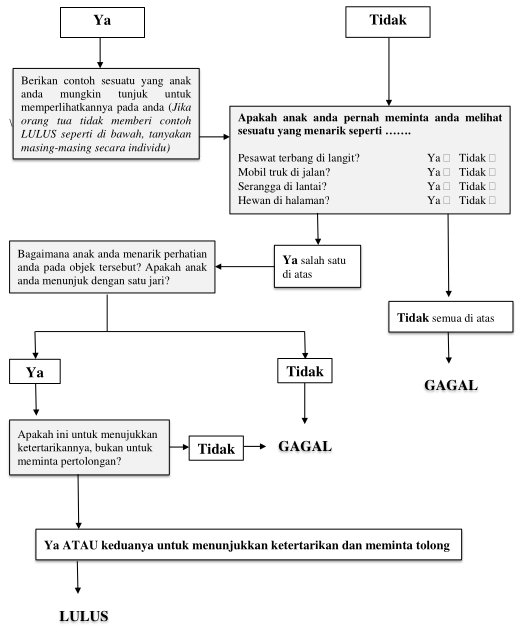 Ya
Tidak
Berikan contoh sesuatu yang anak
anda mungkin tunjuk untuk
memperlihatkannya pada anda (Jika
orang tua tidak memberi contoh
LULUS seperti di bawah, tanyakan
masing-masing secara individu)
\
Apakah anak anda pernah meminta anda melihat
sesuatu yang menarik seperti …….
Pesawat terbang di langit? Ya □ Tidak □
Mobil truk di jalan? Ya □ Tidak □
Serangga di lantai? Ya □ Tidak □
Hewan di halaman? Ya □ Tidak □
Bagaimana anak anda menarik perhatian
anda pada objek tersebut? Apakah anak
anda menunjuk dengan satu jari?
Ya salah satu
di atas
Tidak semua di atas
GAGAL
Ya
Tidak
Apakah ini untuk menujukkan
ketertarikannya, bukan untuk
meminta pertolongan?
Tidak
GAGAL
Ya ATAU keduanya untuk menunjukkan ketertarikan dan meminta tolong
LULUS